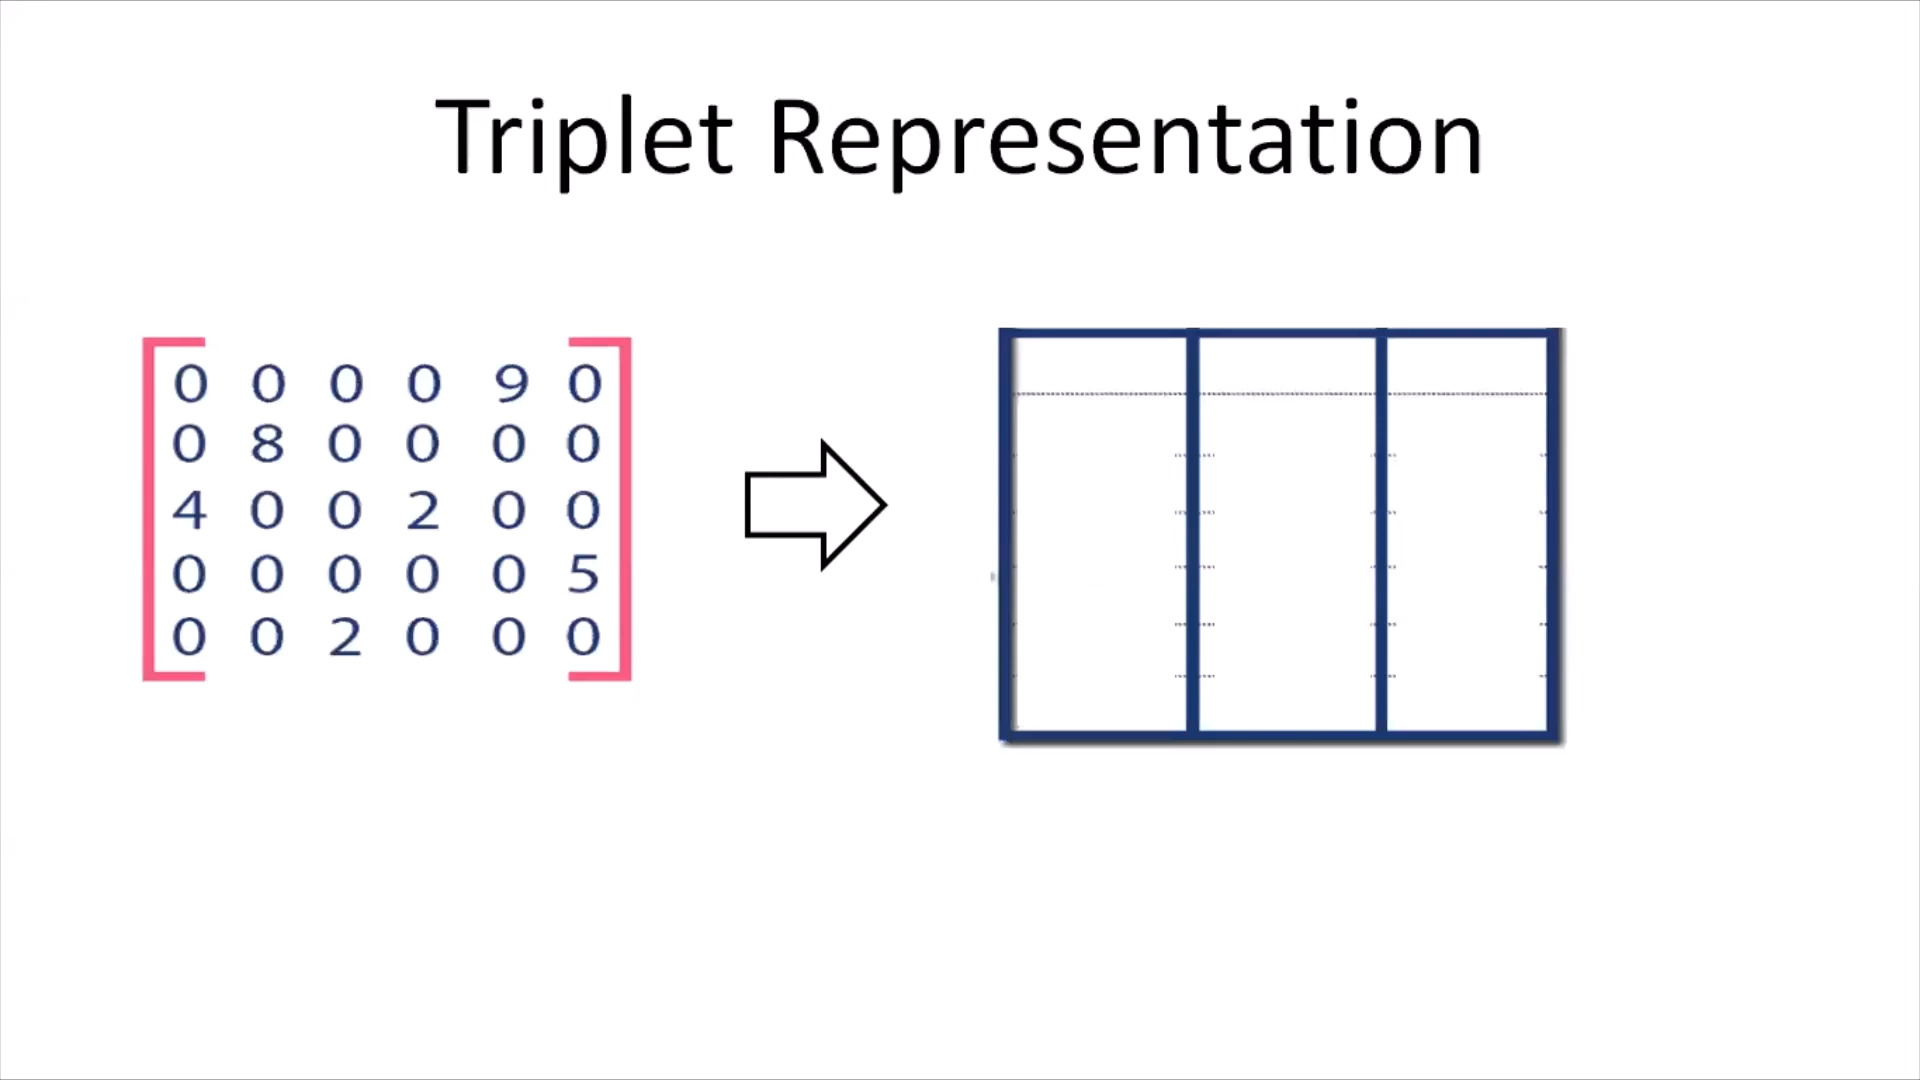 Triplet Representation
0 0 0 0 9 0
0 8 0 0 0 0
4 0 0 2 0 0
0 0 0 0 0 5
0 0 2 0 0 0